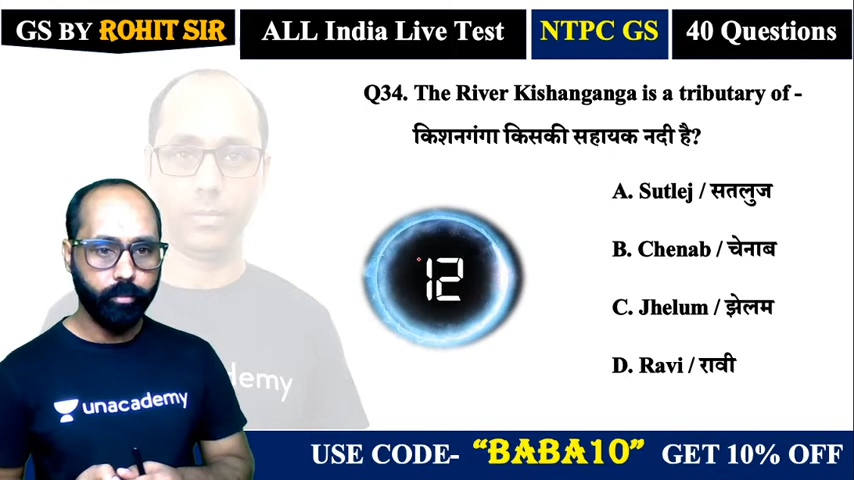 GS BY ROHIT SIR
ALL India Live Test
NTPC GS
40 Questions
Q34. The River Kishanganga is a tributary of -
किशनगंगा किसकी सहायक नदी है?
A. Sutlej / सतलुज
B. Chenab / चेनाब
C. Jhelum / झेलम
D. Ravi / रावी
12
demy
unacademy
USE CODE- “BABA10” GET 10% OFF